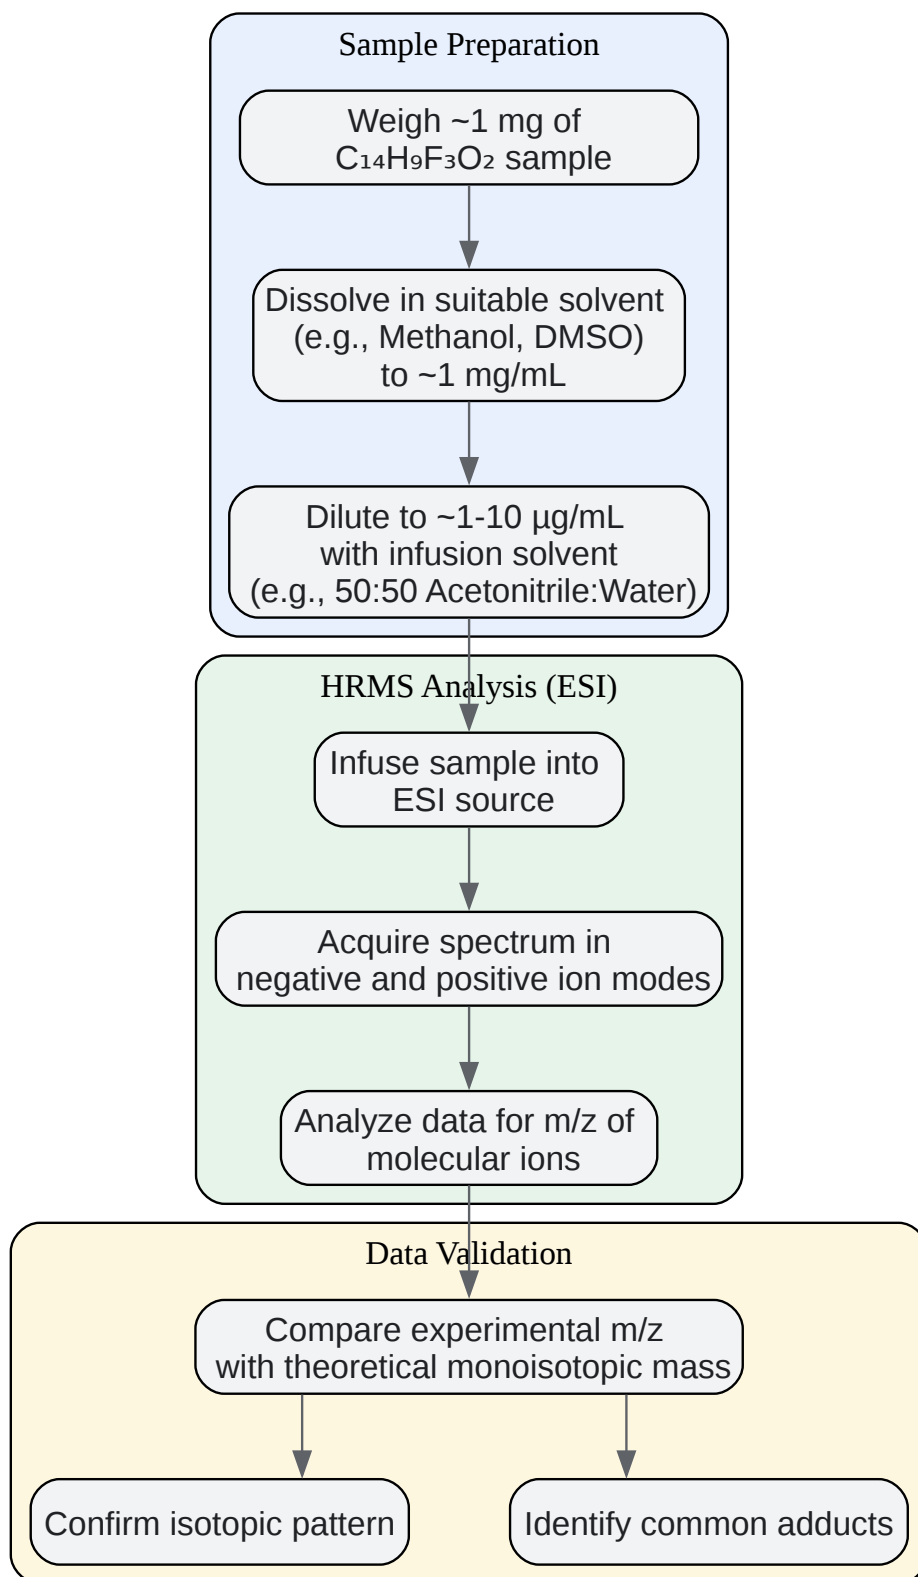 Sample Preparation
Weigh ~1 mg of
C₁₄H₉F₃O₂ sample
Dissolve in suitable solvent
(e.g., Methanol, DMSO)
to ~1 mg/mL
Dilute to ~1-10 µg/mL
with infusion solvent
(e.g., 50:50 Acetonitrile:Water)
HRMS Analysis (ESI)
Infuse sample into
ESI source
Acquire spectrum in
negative and positive ion modes
Analyze data for m/z of
molecular ions
Data Validation
Compare experimental m/z
with theoretical monoisotopic mass
Confirm isotopic pattern
Identify common adducts